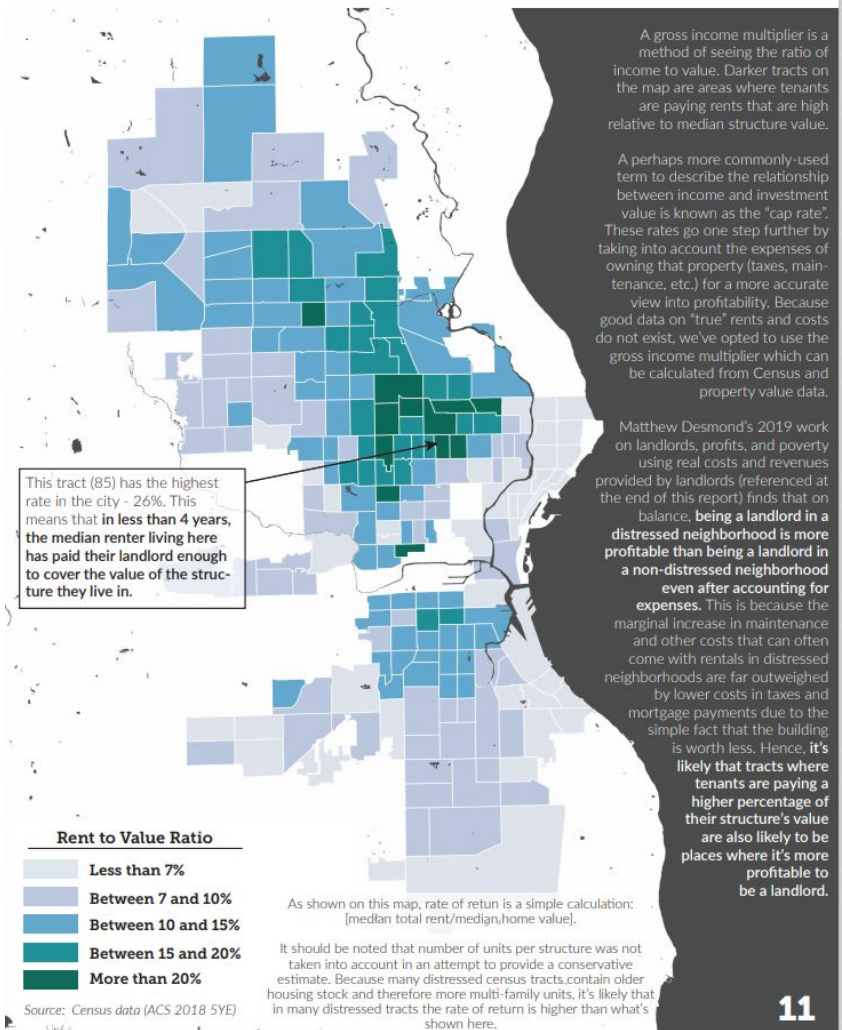 A gross income multiplier is a
method of seeing the ratio of
income to value. Darker tracts on
the map are areas where tenants
are paying rents that are high
relative to median structure value.
A perhaps more commonly-used
term to describe the relationship
between income and investment
value is known as the “cap rate”.
These rates go one step further by
taking into account the expenses of
owning that property (taxes, main-
tenance, etc.) for a more accurate
view into profitability. Because
good data on “true” rents and costs
do not exist, we’ve opted to use the
gross income multiplier which can
be calculated from Census and
property value data.
Matthew Desmond’s 2019 work
on landlords, profits, and poverty
using real costs and revenues
provided by landlords (referenced at
the end of this report) finds that on
balance, being a landlord in a
distressed neighborhood is more
profitable than being a landlord in
a non-distressed neighborhood
even after accounting for
expenses. This is because the
marginal increase in maintenance
and other costs that can often
come with rentals in distressed
neighborhoods are far outweighed
by lower costs in taxes and
mortgage payments due to the
simple fact that the building
is worth less. Hence, it’s
likely that tracts where
tenants are paying a
higher percentage of
their structure’s value
are also likely to be
places where it’s more
profitable to
be a landlord.
This tract (85) has the highest
rate in the city - 26%. This
means that in less than 4 years,
the median renter living here
has paid their landlord enough
to cover the value of the struc-
ture they live in.
Rent to Value Ratio
Less than 7%
Between 7 and 10%
Between 10 and 15%
Between 15 and 20%
More than 20%
Source: Census data (ACS 2018 5YE)
As shown on this map, rate of retun is a simple calculation:
[median total rent/median home value].
It should be noted that number of units per structure was not
taken into account in an attempt to provide a conservative
estimate. Because many distressed census tracts contain older
housing stock and therefore more multi-family units, it’s likely that
in many distressed tracts the rate of return is higher than what’s
shown here.
11